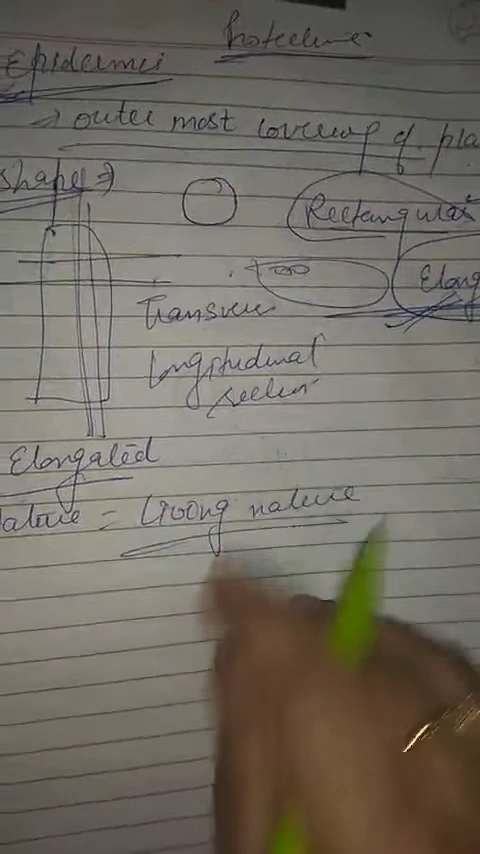 Protective
Epidermis
→ outer most covering of pla
shape ⇒
Rectangular
Elong
Transverse
Longitudinal
section
Elongated
Nature = Living nature